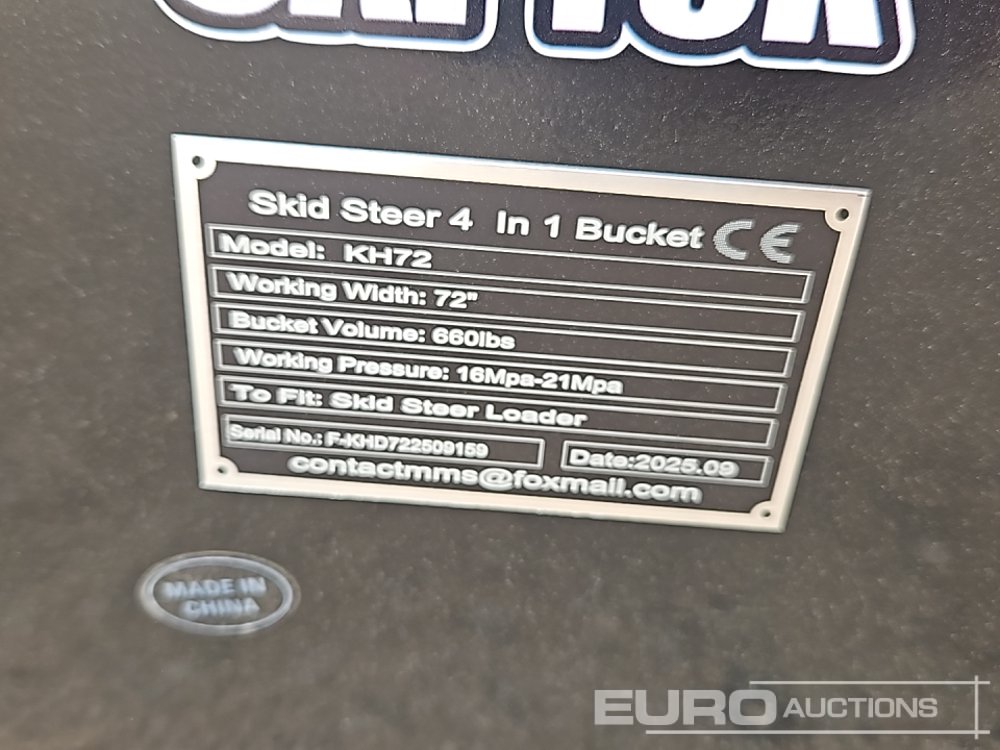 Skid Steer 4 In 1 Bucket CE
Model: KH72
Working Width: 72"
Bucket Volume: 660lbs
Working Pressure: 16Mpa-21Mpa
To Fit: Skid Steer Loader
Serial No.: F-KHD722509159
Date:2025.09
contactmms@foxmail.com
MADE IN
CHINA
EURO AUCTIONS